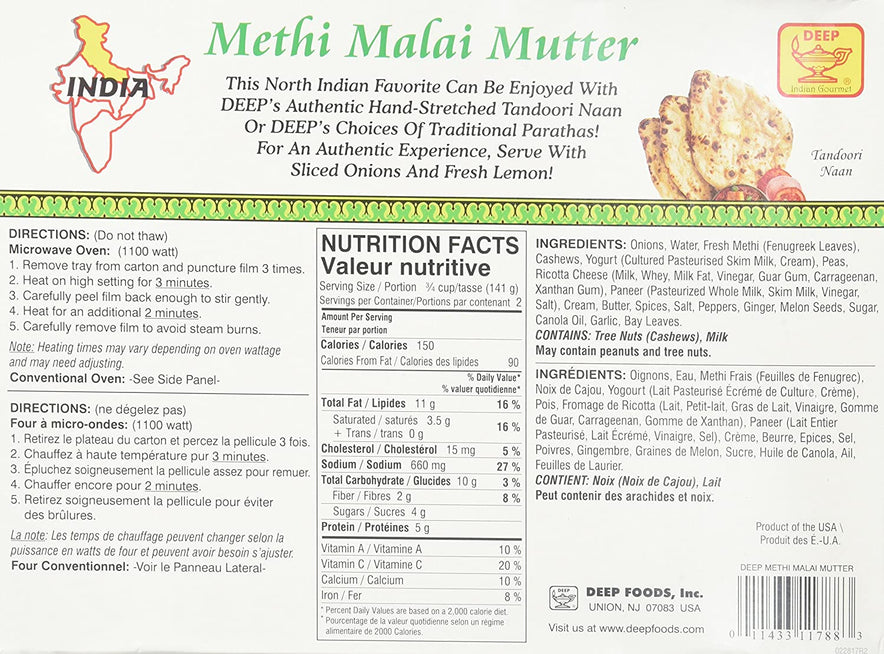 Methi Malai Mutter
INDIA
DEEP
®
Indian Gourmet
This North Indian Favorite Can Be Enjoyed With
DEEP's Authentic Hand-Stretched Tandoori Naan
Or DEEP's Choices Of Traditional Parathas!
For An Authentic Experience, Serve With
Sliced Onions And Fresh Lemon!
Tandoori
Naan
DIRECTIONS: (Do not thaw)
Microwave Oven: (1100 watt)
1. Remove tray from carton and puncture film 3 times.
2. Heat on high setting for 3 minutes.
3. Carefully peel film back enough to stir gently.
4. Heat for an additional 2 minutes.
5. Carefully remove film to avoid steam burns.
Note: Heating times may vary depending on oven wattage
and may need adjusting.
Conventional Oven: -See Side Panel-
DIRECTIONS: (ne dégelez pas)
Four à micro-ondes: (1100 watt)
1. Retirez le plateau du carton et percez la pellicule 3 fois.
2. Chauffez à haute température pur 3 minutes.
3. Épluchez soigneusement la pellicule assez pour remuer.
4. Chauffer encore pour 2 minutes.
5. Retirez soigneusement la pellicule pour éviter
des brûlures.
La note: Les temps de chauffage peuvent changer selon la
puissance en watts de four et peuvent avoir besoin s'ajuster.
Four Conventionnel: -Voir le Panneau Lateral-
NUTRITION FACTS
Valeur nutritive
Serving Size / Portion ¾ cup/tasse (141 g)
Servings per Container/Portions par contenant 2
Amount Per Serving
Teneur par portion
Calories / Calories 150
Calories From Fat / Calories des lipides 90
% Daily Value*
% valuer quotidienne*
Total Fat / Lipides 11 g 16 %
Saturated / saturés 3.5 g
+ Trans / trans 0 g 16 %
Cholesterol / Cholestérol 15 mg 5 %
Sodium / Sodium 660 mg 27 %
Total Carbohydrate / Glucides 10 g 3 %
Fiber / Fibres 2 g 8 %
Sugars / Sucres 4 g
Protein / Protéines 5 g
Vitamin A / Vitamine A 10 %
Vitamin C / Vitamine C 20 %
Calcium / Calcium 10 %
Iron / Fer 8 %
* Percent Daily Values are based on a 2,000 calorie diet.
* Pourcentage de la valeur quotidienne selon un régime
alimentaire de 2000 Calories.
INGREDIENTS: Onions, Water, Fresh Methi (Fenugreek Leaves),
Cashews, Yogurt (Cultured Pasteurised Skim Milk, Cream), Peas,
Ricotta Cheese (Milk, Whey, Milk Fat, Vinegar, Guar Gum, Carrageenan,
Xanthan Gum), Paneer (Pasteurized Whole Milk, Skim Milk, Vinegar,
Salt), Cream, Butter, Spices, Salt, Peppers, Ginger, Melon Seeds, Sugar,
Canola Oil, Garlic, Bay Leaves.
CONTAINS: Tree Nuts (Cashews), Milk
May contain peanuts and tree nuts.
INGRÉDIENTS: Oignons, Eau, Methi Frais (Feuilles de Fenugrec),
Noix de Cajou, Yogourt (Lait Pasteurisé Écrémé de Culture, Crème),
Pois, Fromage de Ricotta (Lait, Petit-lait, Gras de Lait, Vinaigre, Gomme
de Guar, Carrageenan, Gomme de Xanthan), Paneer (Lait Entier
Pasteurisé, Lait Écrémé, Vinaigre, Sel), Crème, Beurre, Epices, Sel,
Poivres, Gingembre, Graines de Melon, Sucre, Huile de Canola, Ail,
Feuilles de Laurier.
CONTIENT: Noix (Noix de Cajou), Lait
Peut contenir des arachides et noix.
Product of the USA \
Produit des É.-U.A.
DEEP METHI MALAI MUTTER
DEEP
DEEP FOODS, Inc.
UNION, NJ 07083 USA
Visit us at www.deepfoods.com
0 11433 11788 3
022817R2